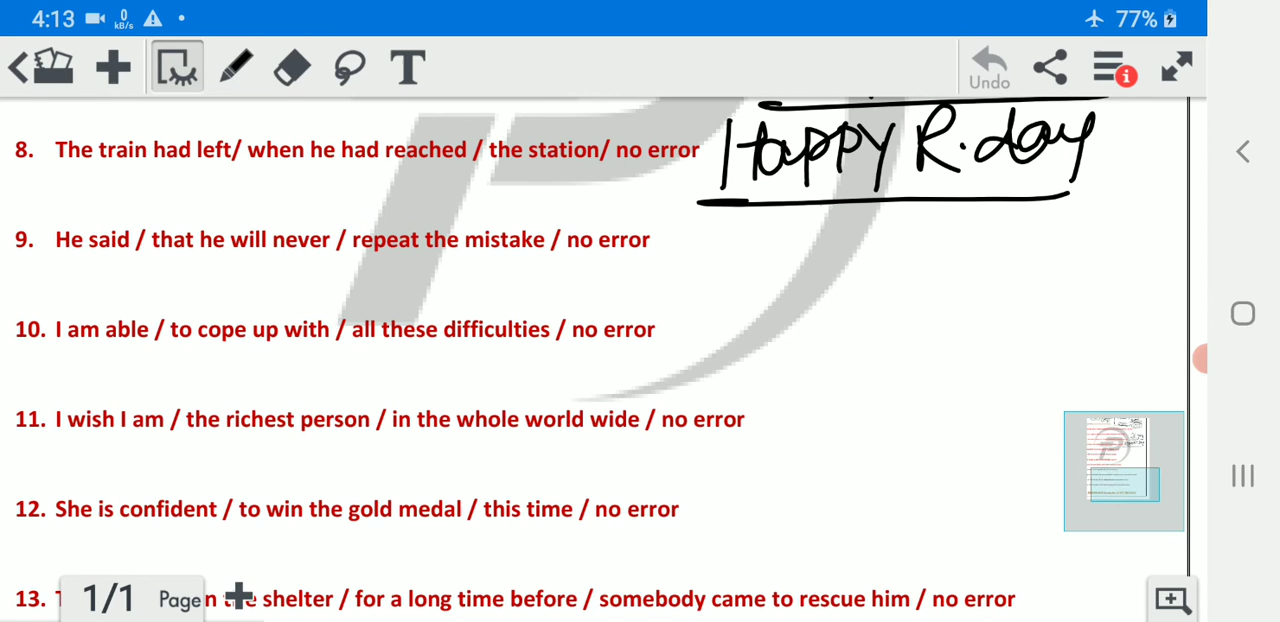 4:13 0 kB/s 77%
T Undo
8. The train had left/ when he had reached / the station/ no error
Happy R.day
9. He said / that he will never / repeat the mistake / no error
10. I am able / to cope up with / all these difficulties / no error
11. I wish I am / the richest person / in the whole world wide / no error
12. She is confident / to win the gold medal / this time / no error
13. shelter / for a long time before / somebody came to rescue him / no error
1/1 Page